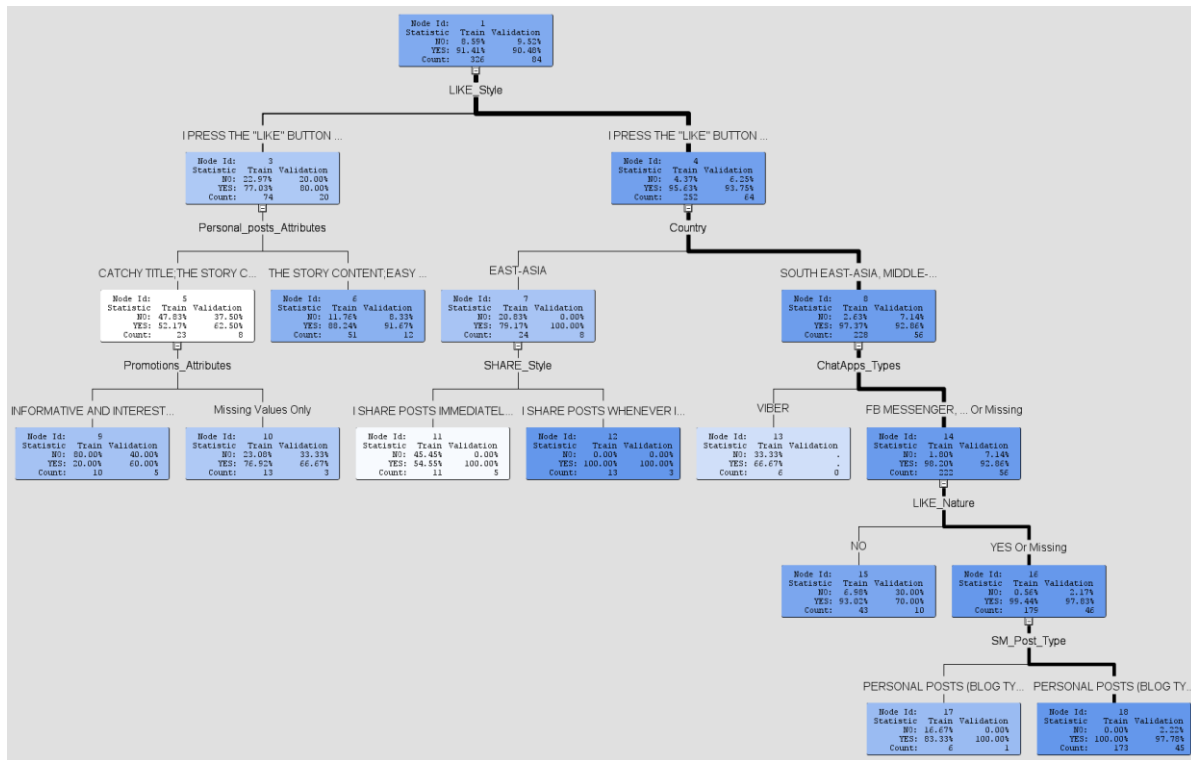 Node Id: 1
Statistic Train Validation
NO: 8.59% 9.52%
YES: 91.41% 90.48%
Count: 326 84
LIKE_Style
I PRESS THE "LIKE" BUTTON ...
I PRESS THE "LIKE" BUTTON ...
Node Id: 3
Statistic Train Validation
NO: 22.97% 20.00%
YES: 77.03% 80.00%
Count: 74 20
Node Id: 4
Statistic Train Validation
NO: 4.37% 6.25%
YES: 95.63% 93.75%
Count: 252 64
Personal_posts_Attributes
Country
CATCHY TITLE,THE STORY C...
THE STORY CONTENT,EASY ...
EAST-ASIA
SOUTH EAST-ASIA, MIDDLE-...
Node Id: 5
Statistic Train Validation
NO: 47.83% 37.50%
YES: 52.17% 62.50%
Count: 23 8
Node Id: 6
Statistic Train Validation
NO: 11.76% 8.33%
YES: 88.24% 91.67%
Count: 51 12
Node Id: 7
Statistic Train Validation
NO: 20.83% 0.00%
YES: 79.17% 100.00%
Count: 24 8
Node Id: 8
Statistic Train Validation
NO: 2.63% 7.14%
YES: 97.37% 92.86%
Count: 228 56
Promotions_Attributes
SHARE_Style
ChatApps_Types
INFORMATIVE AND INTEREST...
Missing Values Only
I SHARE POSTS IMMEDIATEL...
I SHARE POSTS WHENEVER I...
VIBER
FB MESSENGER, ... Or Missing
Node Id: 9
Statistic Train Validation
NO: 80.00% 40.00%
YES: 20.00% 60.00%
Count: 10 5
Node Id: 10
Statistic Train Validation
NO: 23.08% 33.33%
YES: 76.92% 66.67%
Count: 13 3
Node Id: 11
Statistic Train Validation
NO: 45.45% 0.00%
YES: 54.55% 100.00%
Count: 11 5
Node Id: 12
Statistic Train Validation
NO: 0.00% 0.00%
YES: 100.00% 100.00%
Count: 13 3
Node Id: 13
Statistic Train Validation
NO: 33.33% .
YES: 66.67% .
Count: 6 0
Node Id: 14
Statistic Train Validation
NO: 1.80% 7.14%
YES: 98.20% 92.86%
Count: 222 56
LIKE_Nature
NO
YES Or Missing
Node Id: 15
Statistic Train Validation
NO: 6.98% 30.00%
YES: 93.02% 70.00%
Count: 43 10
Node Id: 16
Statistic Train Validation
NO: 0.56% 2.17%
YES: 99.44% 97.83%
Count: 179 46
SM_Post_Type
PERSONAL POSTS (BLOG TY...
PERSONAL POSTS (BLOG TY...
Node Id: 17
Statistic Train Validation
NO: 16.67% 0.00%
YES: 83.33% 100.00%
Count: 6 1
Node Id: 18
Statistic Train Validation
NO: 0.00% 2.22%
YES: 100.00% 97.78%
Count: 173 45